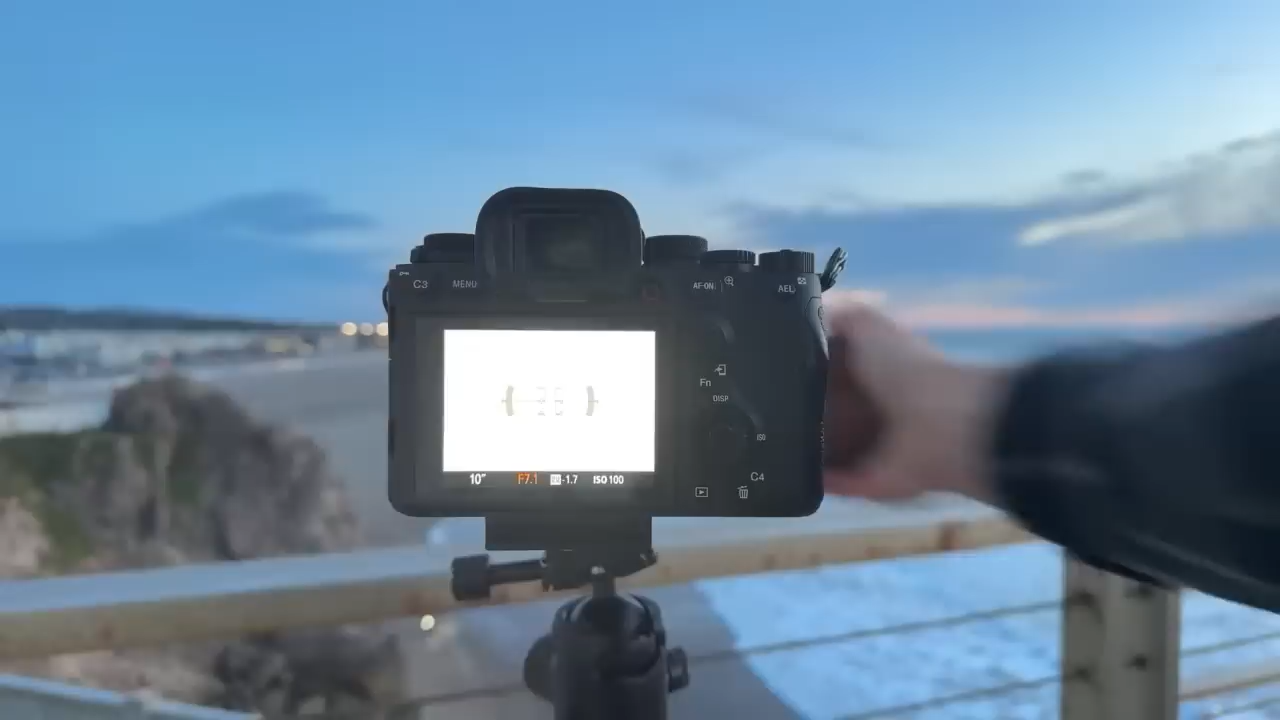 C3
MENU
AF-ON
AEL
Fn
DISP
ISO
C4
10" F7.1 -1.7 ISO 100